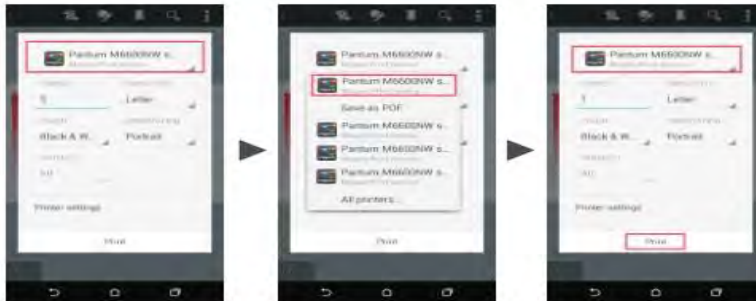 Pantum M6600NW s...
1
Letter
Black & W...
Portrait
All
Printer settings
Print
Pantum M6600NW s...
Pantum M6600NW s...
Save as PDF
Pantum M6600NW s...
Pantum M6600NW s...
Pantum M6600NW s...
All printers...
Print
Pantum M6600NW s...
1
Letter
Black & W...
Portrait
All
Printer settings
Print